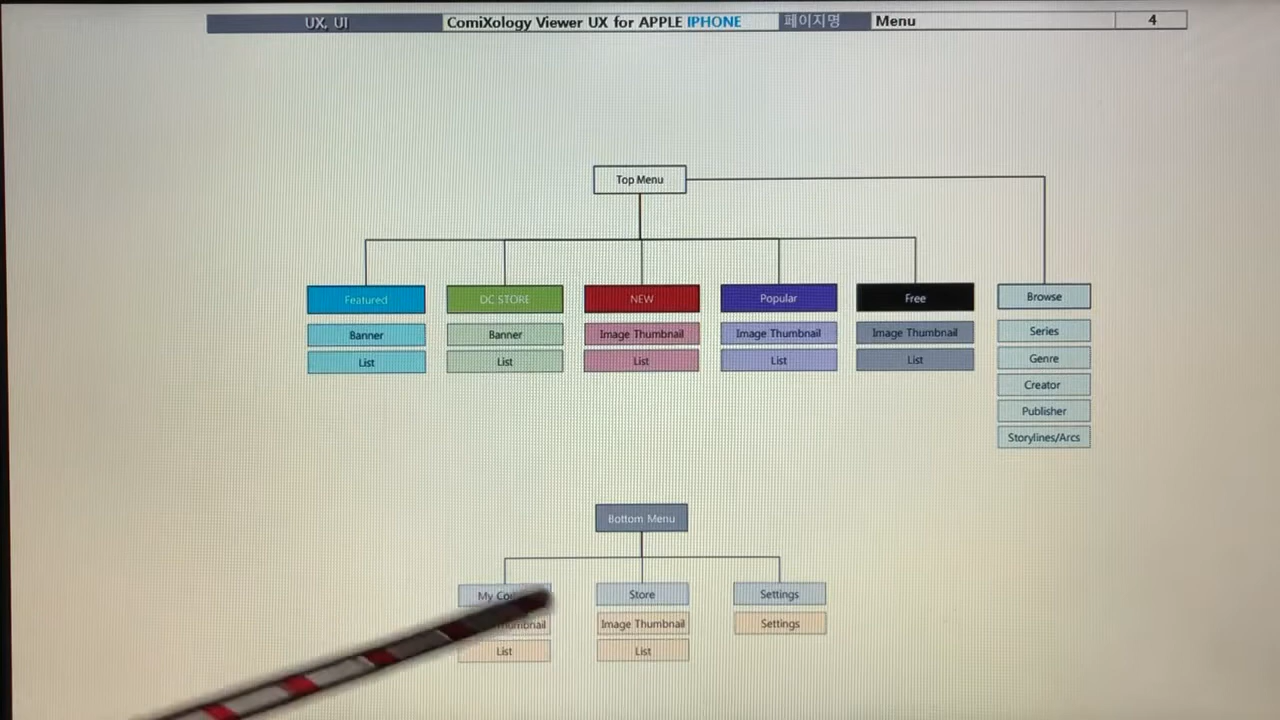 UX, UI ComiXology Viewer UX for APPLE IPHONE 페이지명 Menu 4
Top Menu
Featured DC STORE NEW Popular Free Browse
Banner Banner Image Thumbnail Image Thumbnail Image Thumbnail Series
List List List List List Genre
Creator
Publisher
Storylines/Arcs
Bottom Menu
My Store Settings
Image Thumbnail Settings
List List